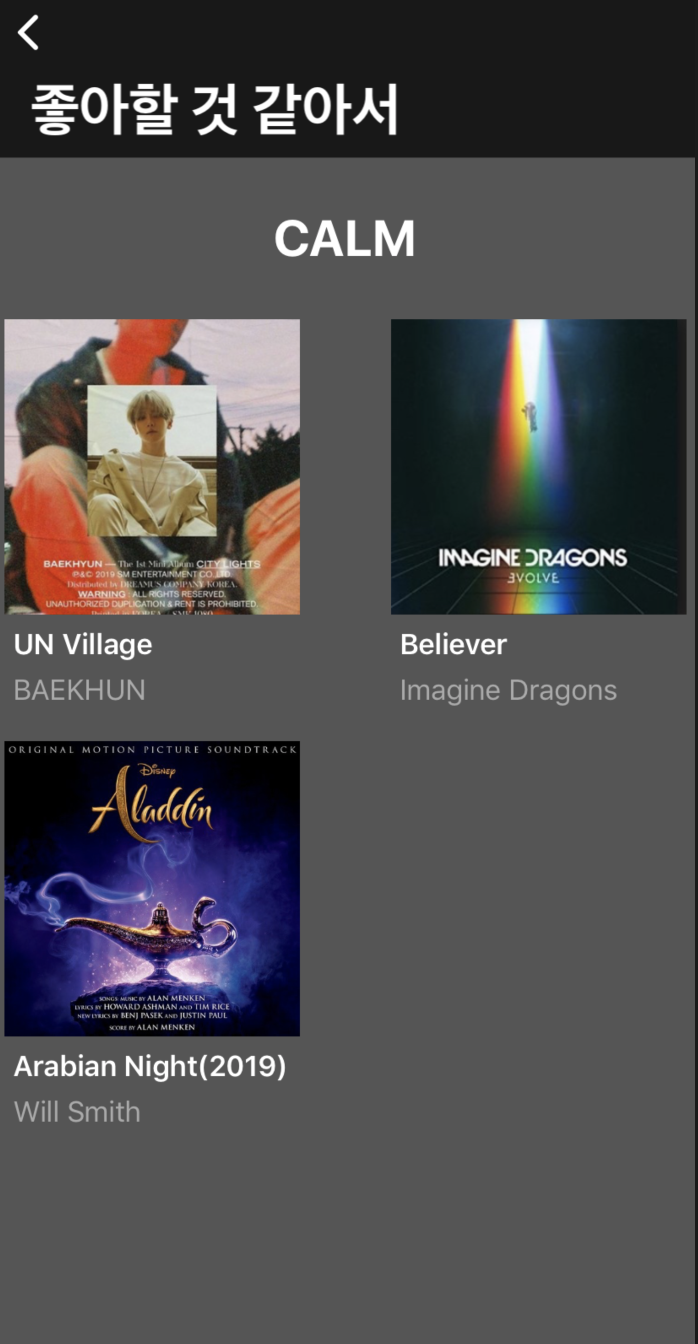 좋아할 것 같아서
CALM
BAEKHYUN — The 1st Mini Album CITY LIGHTS
℗&© 2019 SM ENTERTAINMENT CO.,LTD.
Distributed by DREAMUS COMPANY KOREA.
WARNING : ALL RIGHTS RESERVED.
UNAUTHORIZED DUPLICATION & RENT IS PROHIBITED.
UN Village
BAEKHUN
IMAGINE DRAGONS
EVOLVE
Believer
Imagine Dragons
ORIGINAL MOTION PICTURE SOUNDTRACK
DISNEY
Aladdin
SONGS MUSIC BY ALAN MENKEN
LYRICS BY HOWARD ASHMAN AND TIM RICE
NEW LYRICS BY BENJ PASEK AND JUSTIN PAUL
SCORE BY ALAN MENKEN
Arabian Night(2019)
Will Smith